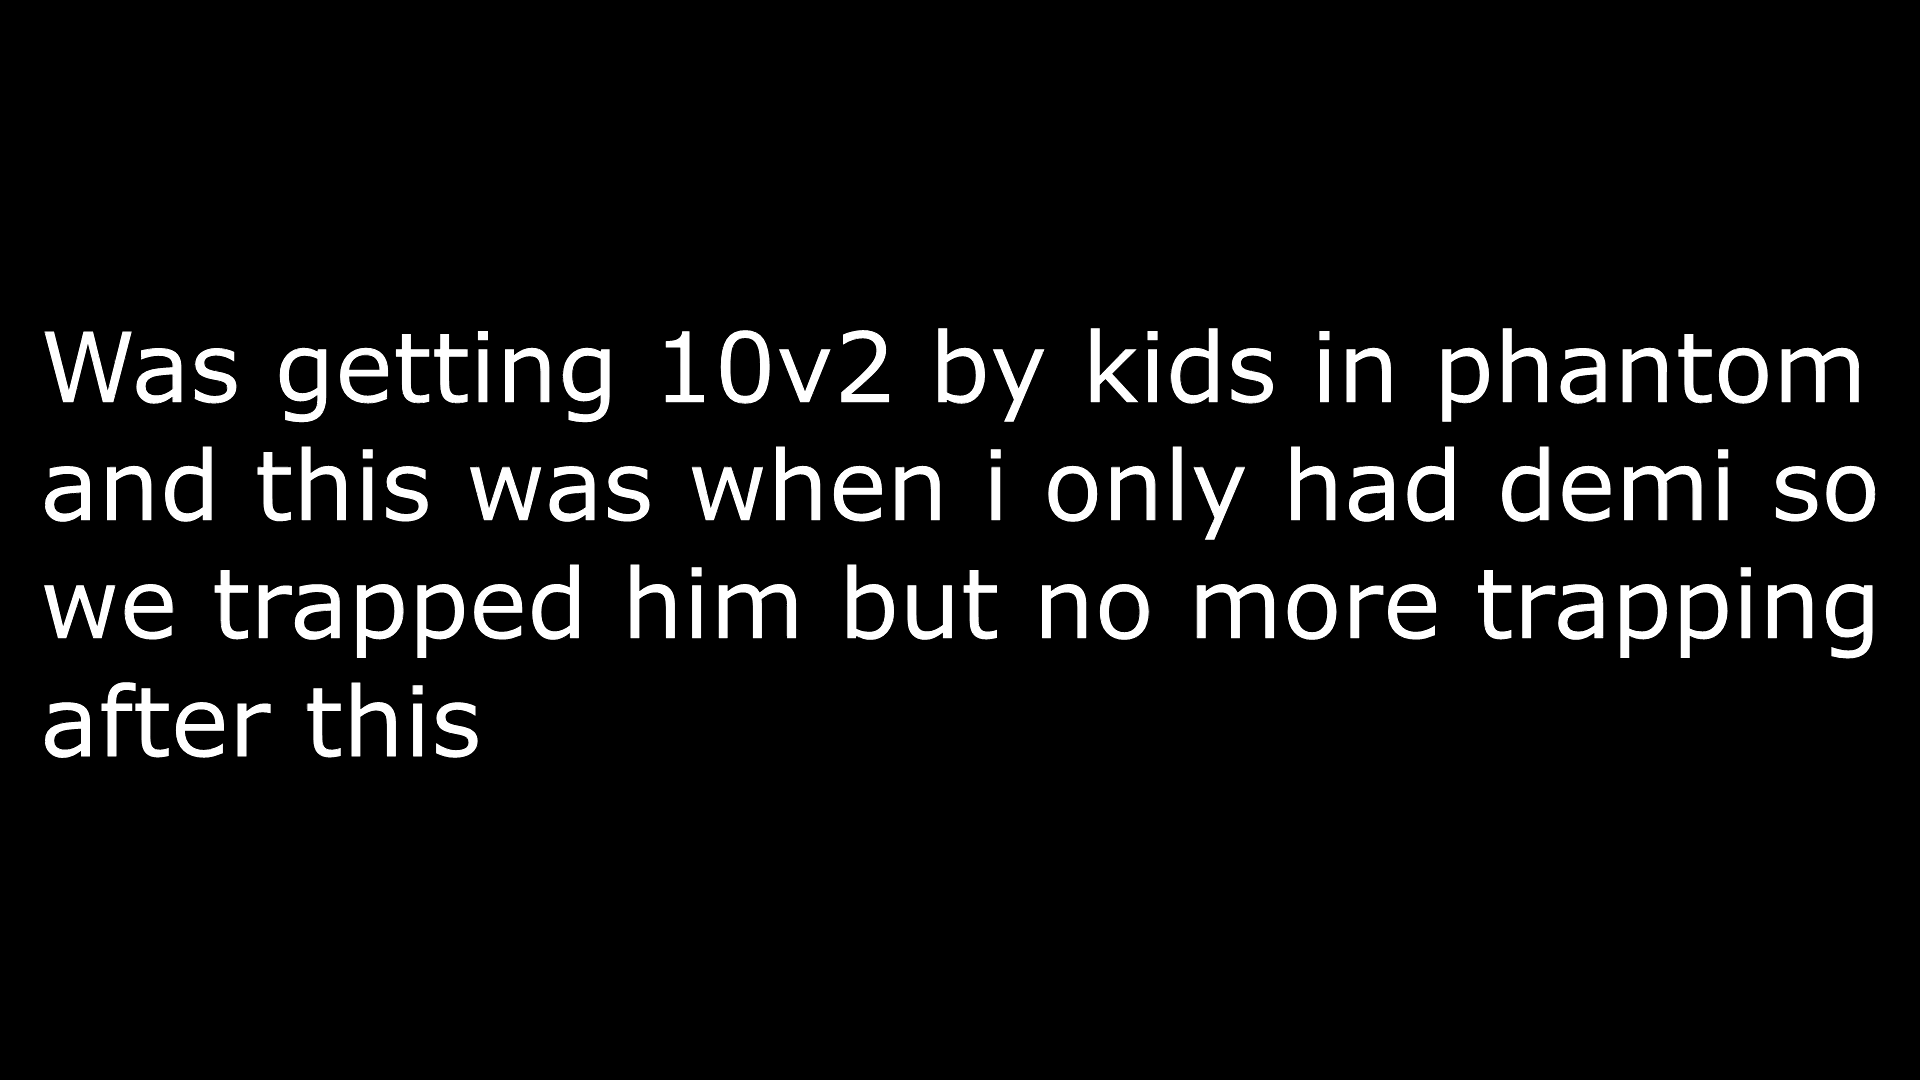 Was getting 10v2 by kids in phantom
and this was when i only had demi so
we trapped him but no more trapping
after this